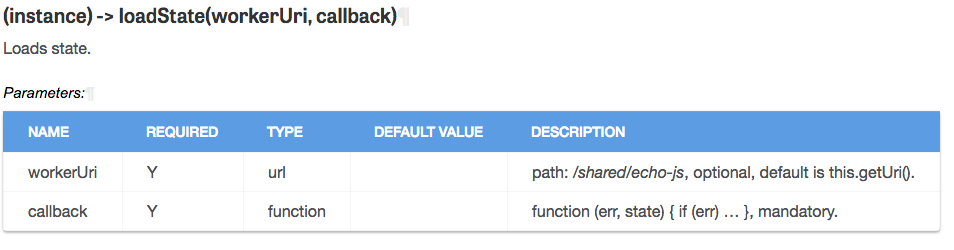 (instance) -> loadState(workerUri, callback)¶
Loads state.
Parameters:¶
NAME REQUIRED TYPE DEFAULT VALUE DESCRIPTION
workerUri Y url path: /shared/echo-js, optional, default is this.getUri().
callback Y function function (err, state) { if (err) … }, mandatory.